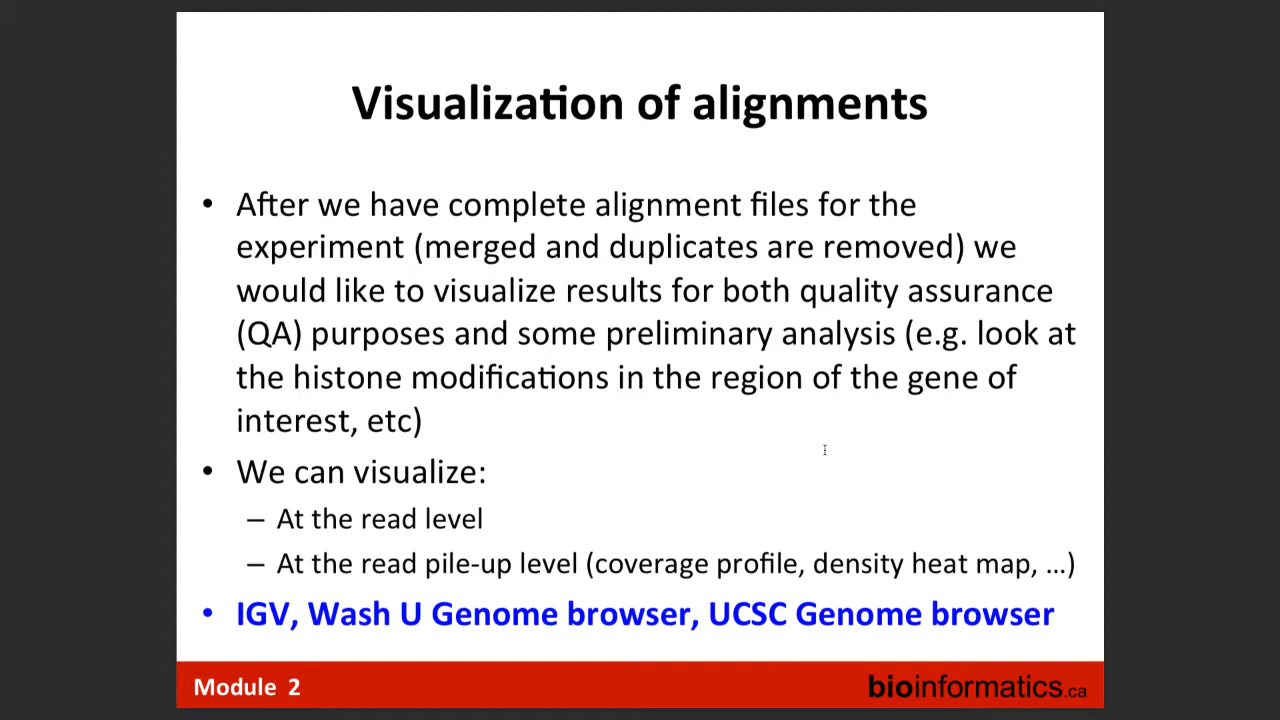 Visualization of alignments
• After we have complete alignment files for the
experiment (merged and duplicates are removed) we
would like to visualize results for both quality assurance
(QA) purposes and some preliminary analysis (e.g. look at
the histone modifications in the region of the gene of
interest, etc)
• We can visualize:
– At the read level
– At the read pile-up level (coverage profile, density heat map, ...)
• IGV, Wash U Genome browser, UCSC Genome browser
Module 2
bioinformatics.ca